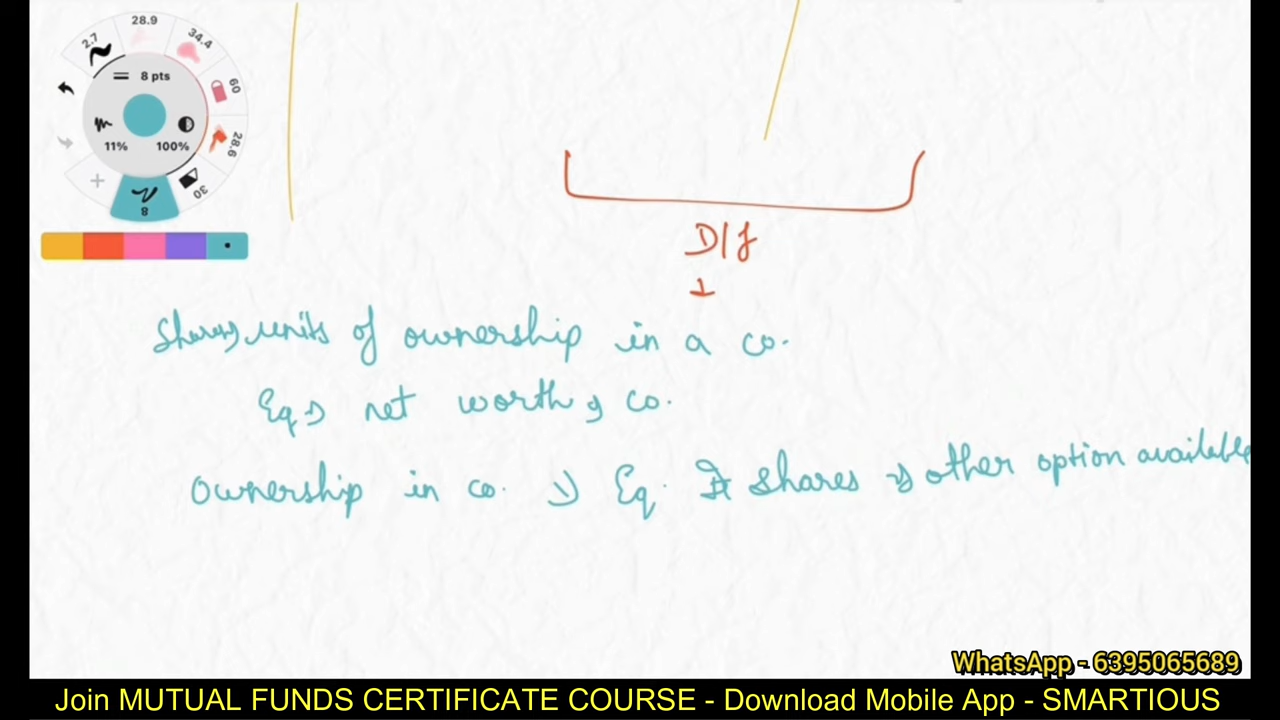 28.9
2.7
34.4
8 pts
60
11%
100%
28.6
30
8
D/f
Shares units of ownership in a co.
Eq net worth of co.
Ownership in co. Eq. shares other option available
WhatsApp - 6395065689
Join MUTUAL FUNDS CERTIFICATE COURSE - Download Mobile App - SMARTIOUS